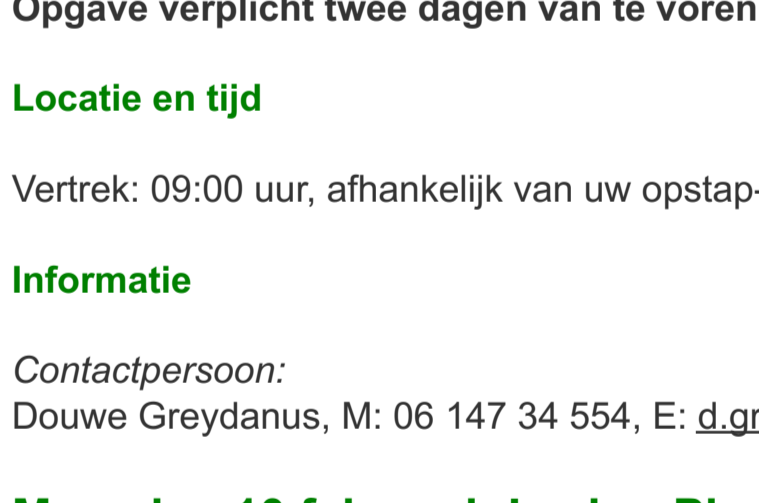 Opgave verplicht twee dagen van te voren
Locatie en tijd
Vertrek: 09:00 uur, afhankelijk van uw opstap-
Informatie
Contactpersoon:
Douwe Greydanus, M: 06 147 34 554, E: d.gr